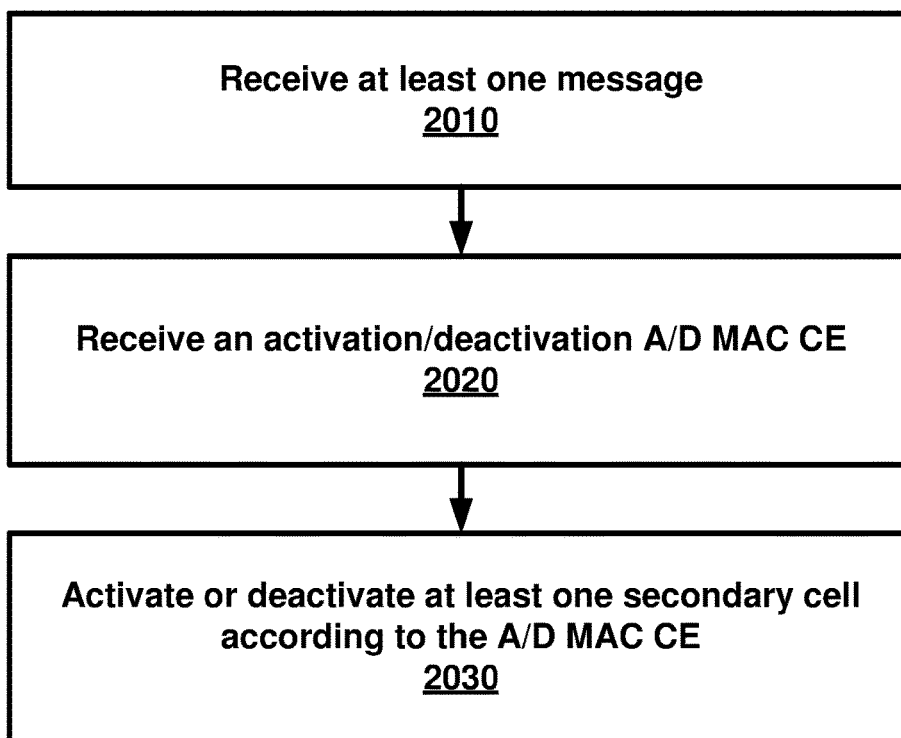 Receive at least one message
2010
Receive an activation/deactivation A/D MAC CE
2020
Activate or deactivate at least one secondary cell
according to the A/D MAC CE
2030